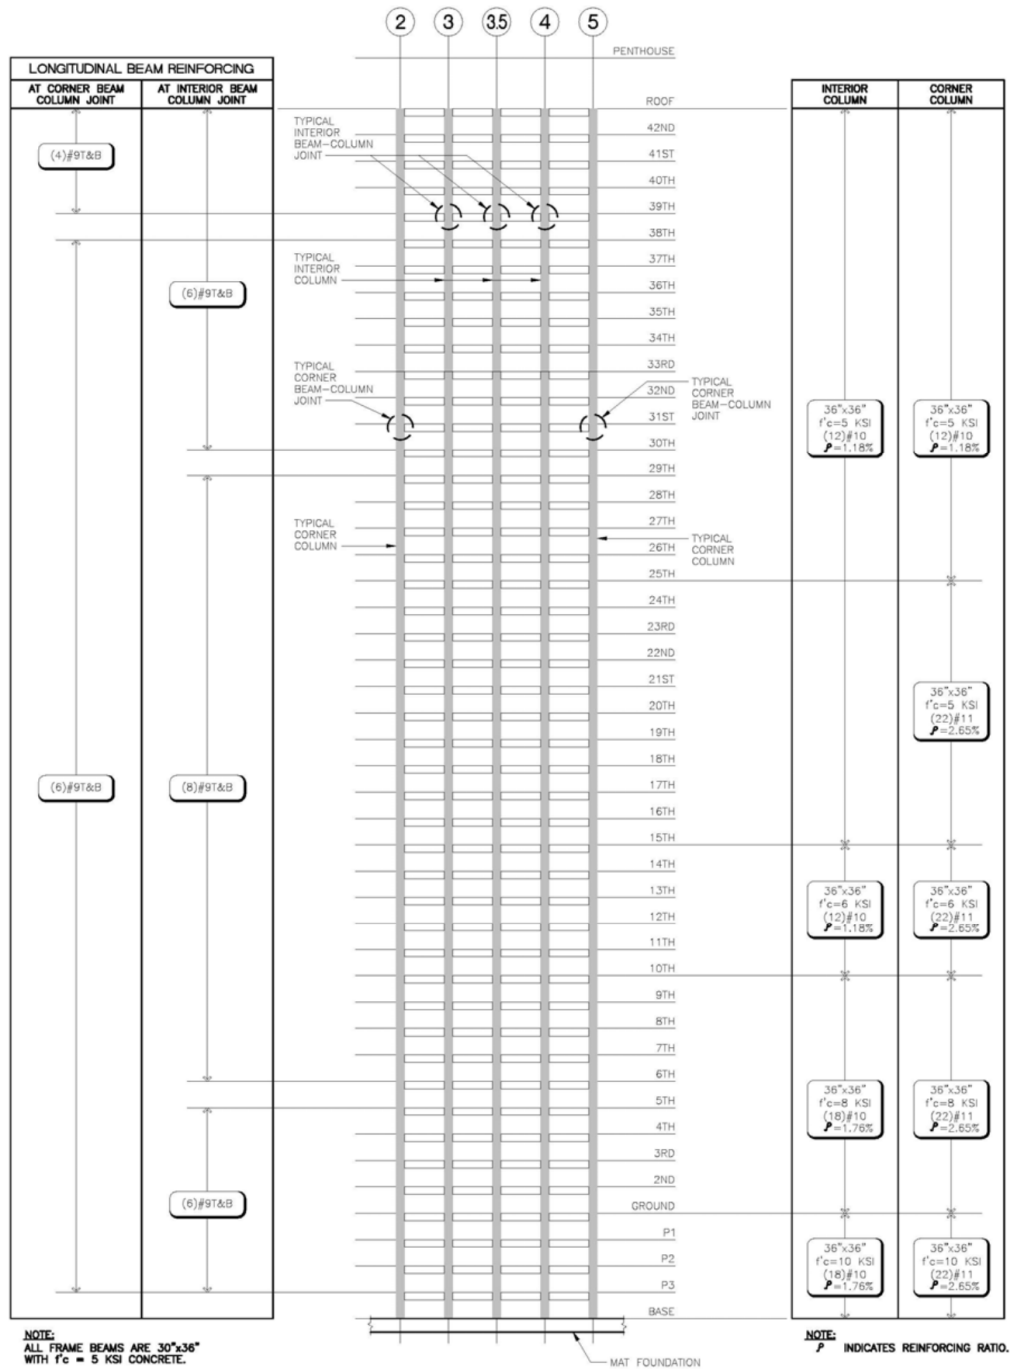 2 3 3.5 4 5
PENTHOUSE
LONGITUDINAL BEAM REINFORCING
AT CORNER BEAM
COLUMN JOINT
AT INTERIOR BEAM
COLUMN JOINT
(4)#9T&B
(6)#9T&B
(6)#9T&B
(8)#9T&B
(6)#9T&B
NOTE:
ALL FRAME BEAMS ARE 30"x36"
WITH f'c = 5 KSI CONCRETE.
TYPICAL
INTERIOR
BEAM-COLUMN
JOINT
TYPICAL
INTERIOR
COLUMN
TYPICAL
CORNER
BEAM-COLUMN
JOINT
TYPICAL
CORNER
COLUMN
ROOF
42ND
41ST
40TH
39TH
38TH
37TH
36TH
35TH
34TH
33RD
32ND
31ST
30TH
29TH
28TH
27TH
26TH
25TH
24TH
23RD
22ND
21ST
20TH
19TH
18TH
17TH
16TH
15TH
14TH
13TH
12TH
11TH
10TH
9TH
8TH
7TH
6TH
5TH
4TH
3RD
2ND
GROUND
P1
P2
P3
BASE
MAT FOUNDATION
TYPICAL
CORNER
BEAM-COLUMN
JOINT
TYPICAL
CORNER
COLUMN
INTERIOR
COLUMN
36"x36"
f'c=5 KSI
(12)#10
ρ=1.18%
36"x36"
f'c=6 KSI
(12)#10
ρ=1.18%
36"x36"
f'c=8 KSI
(18)#10
ρ=1.76%
36"x36"
f'c=10 KSI
(18)#10
ρ=1.76%
CORNER
COLUMN
36"x36"
f'c=5 KSI
(12)#10
ρ=1.18%
36"x36"
f'c=5 KSI
(22)#11
ρ=2.65%
36"x36"
f'c=6 KSI
(22)#11
ρ=2.65%
36"x36"
f'c=8 KSI
(22)#11
ρ=2.65%
36"x36"
f'c=10 KSI
(22)#11
ρ=2.65%
NOTE:
ρ INDICATES REINFORCING RATIO.